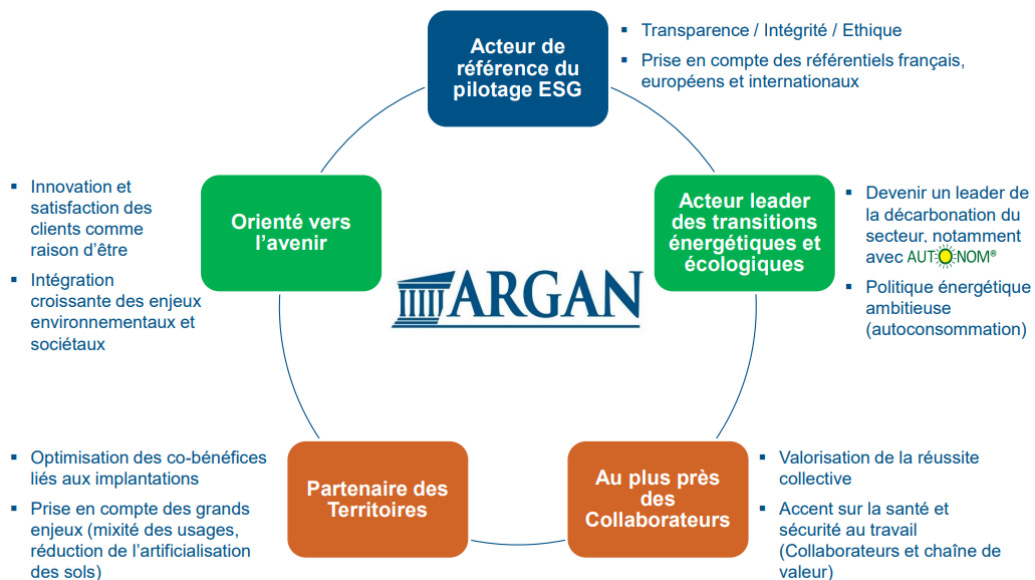 Acteur de
référence du
pilotage ESG
▪ Transparence / Intégrité / Ethique
▪ Prise en compte des référentiels français,
européens et internationaux
Acteur leader
des transitions
énergétiques et
écologiques
▪ Devenir un leader de
la décarbonation du
secteur, notamment
avec AUTONOM®
▪ Politique énergétique
ambitieuse
(autoconsommation)
Au plus près
des
Collaborateurs
▪ Valorisation de la réussite
collective
▪ Accent sur la santé et
sécurité au travail
(Collaborateurs et chaîne de
valeur)
Partenaire des
Territoires
▪ Optimisation des co-bénéfices
liés aux implantations
▪ Prise en compte des grands
enjeux (mixité des usages,
réduction de l’artificialisation
des sols)
Orienté vers
l’avenir
▪ Innovation et
satisfaction des
clients comme
raison d’être
▪ Intégration
croissante des enjeux
environnementaux et
sociétaux
ARGAN